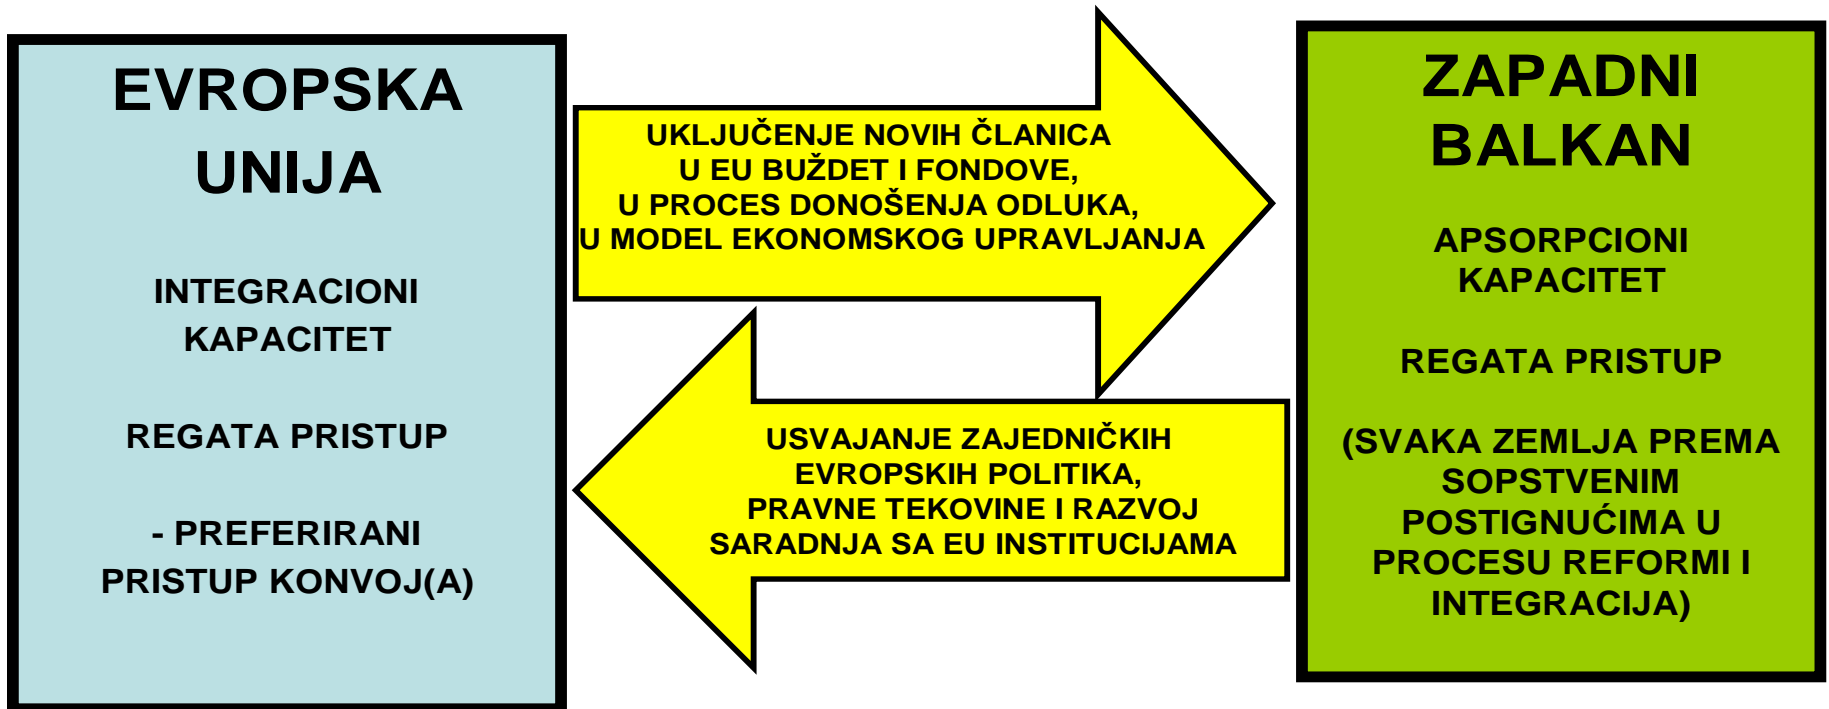 EVROPSKA
UNIJA
INTEGRACIONI
KAPACITET
REGATA PRISTUP
- PREFERIRANI
PRISTUP KONVOJ(A)
UKLJUČENJE NOVIH ČLANICA
U EU BUŽDET I FONDOVE,
U PROCES DONOŠENJA ODLUKA,
U MODEL EKONOMSKOG UPRAVLJANJA
USVAJANJE ZAJEDNIČKIH
EVROPSKIH POLITIKA,
PRAVNE TEKOVINE I RAZVOJ
SARADNJA SA EU INSTITUCIJAMA
ZAPADNI
BALKAN
APSORPCIONI
KAPACITET
REGATA PRISTUP
(SVAKA ZEMLJA PREMA
SOPSTVENIM
POSTIGNUĆIMA U
PROCESU REFORMI I
INTEGRACIJA)